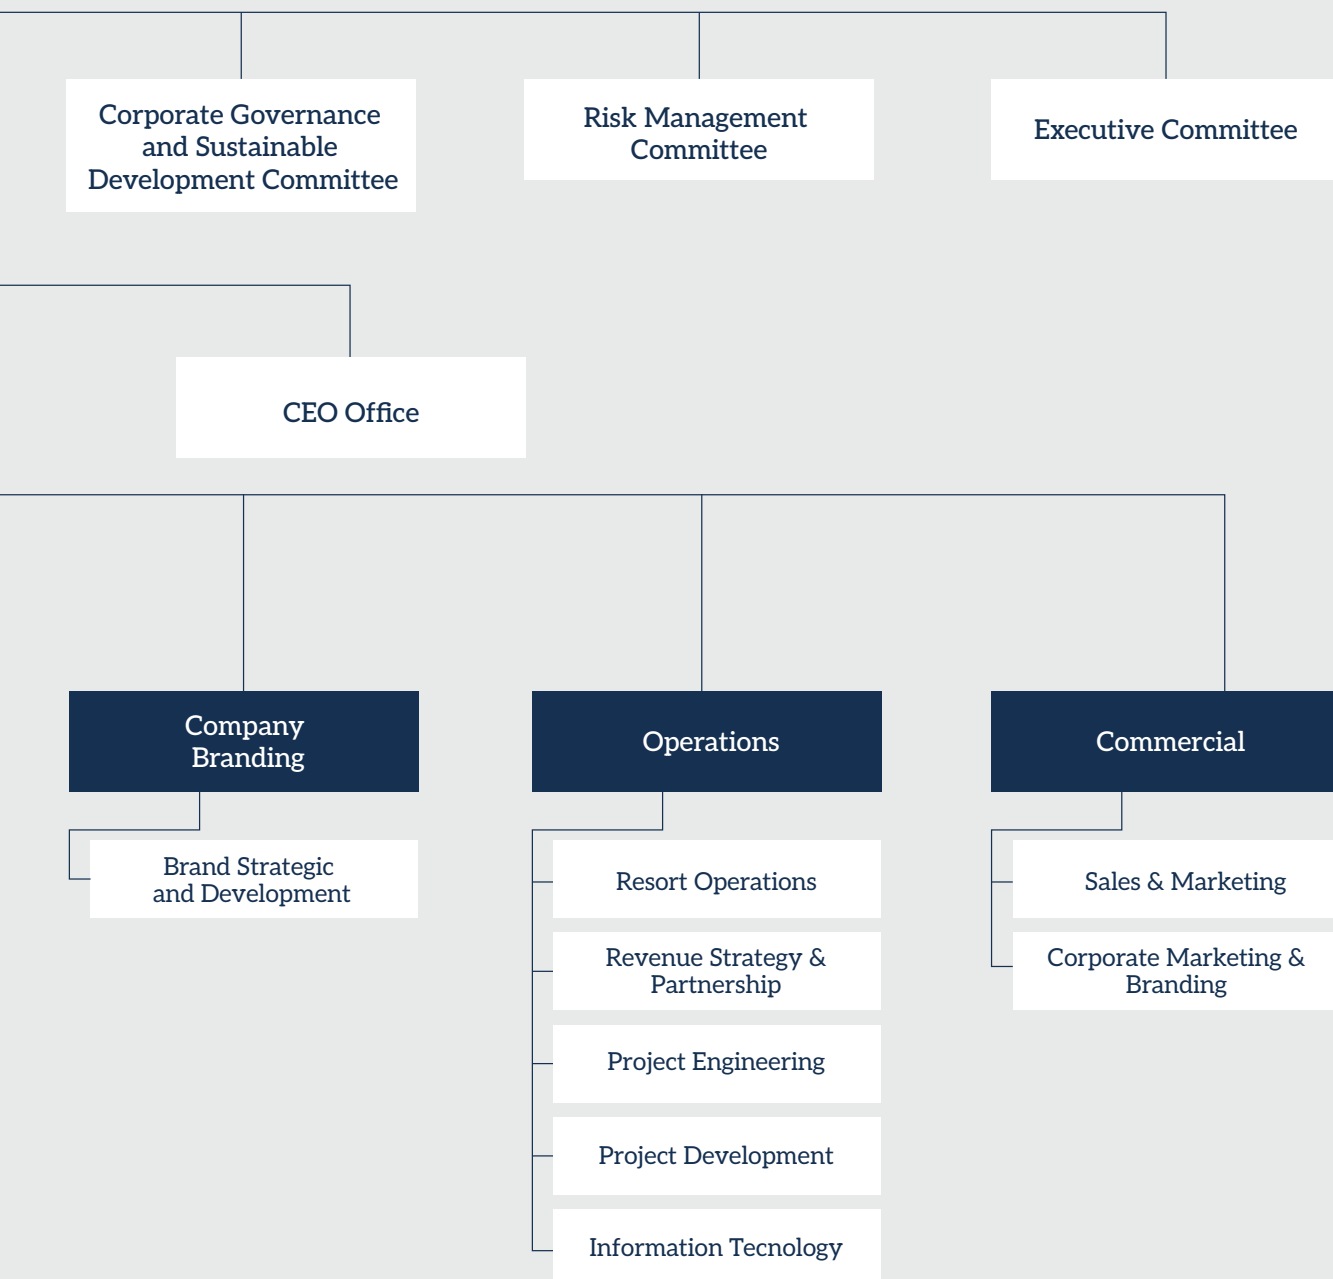 Corporate Governance
and Sustainable
Development Committee
Risk Management
Committee
Executive Committee
CEO Office
Company
Branding
Operations
Commercial
Brand Strategic
and Development
Resort Operations
Revenue Strategy &
Partnership
Project Engineering
Project Development
Information Tecnology
Sales & Marketing
Corporate Marketing &
Branding